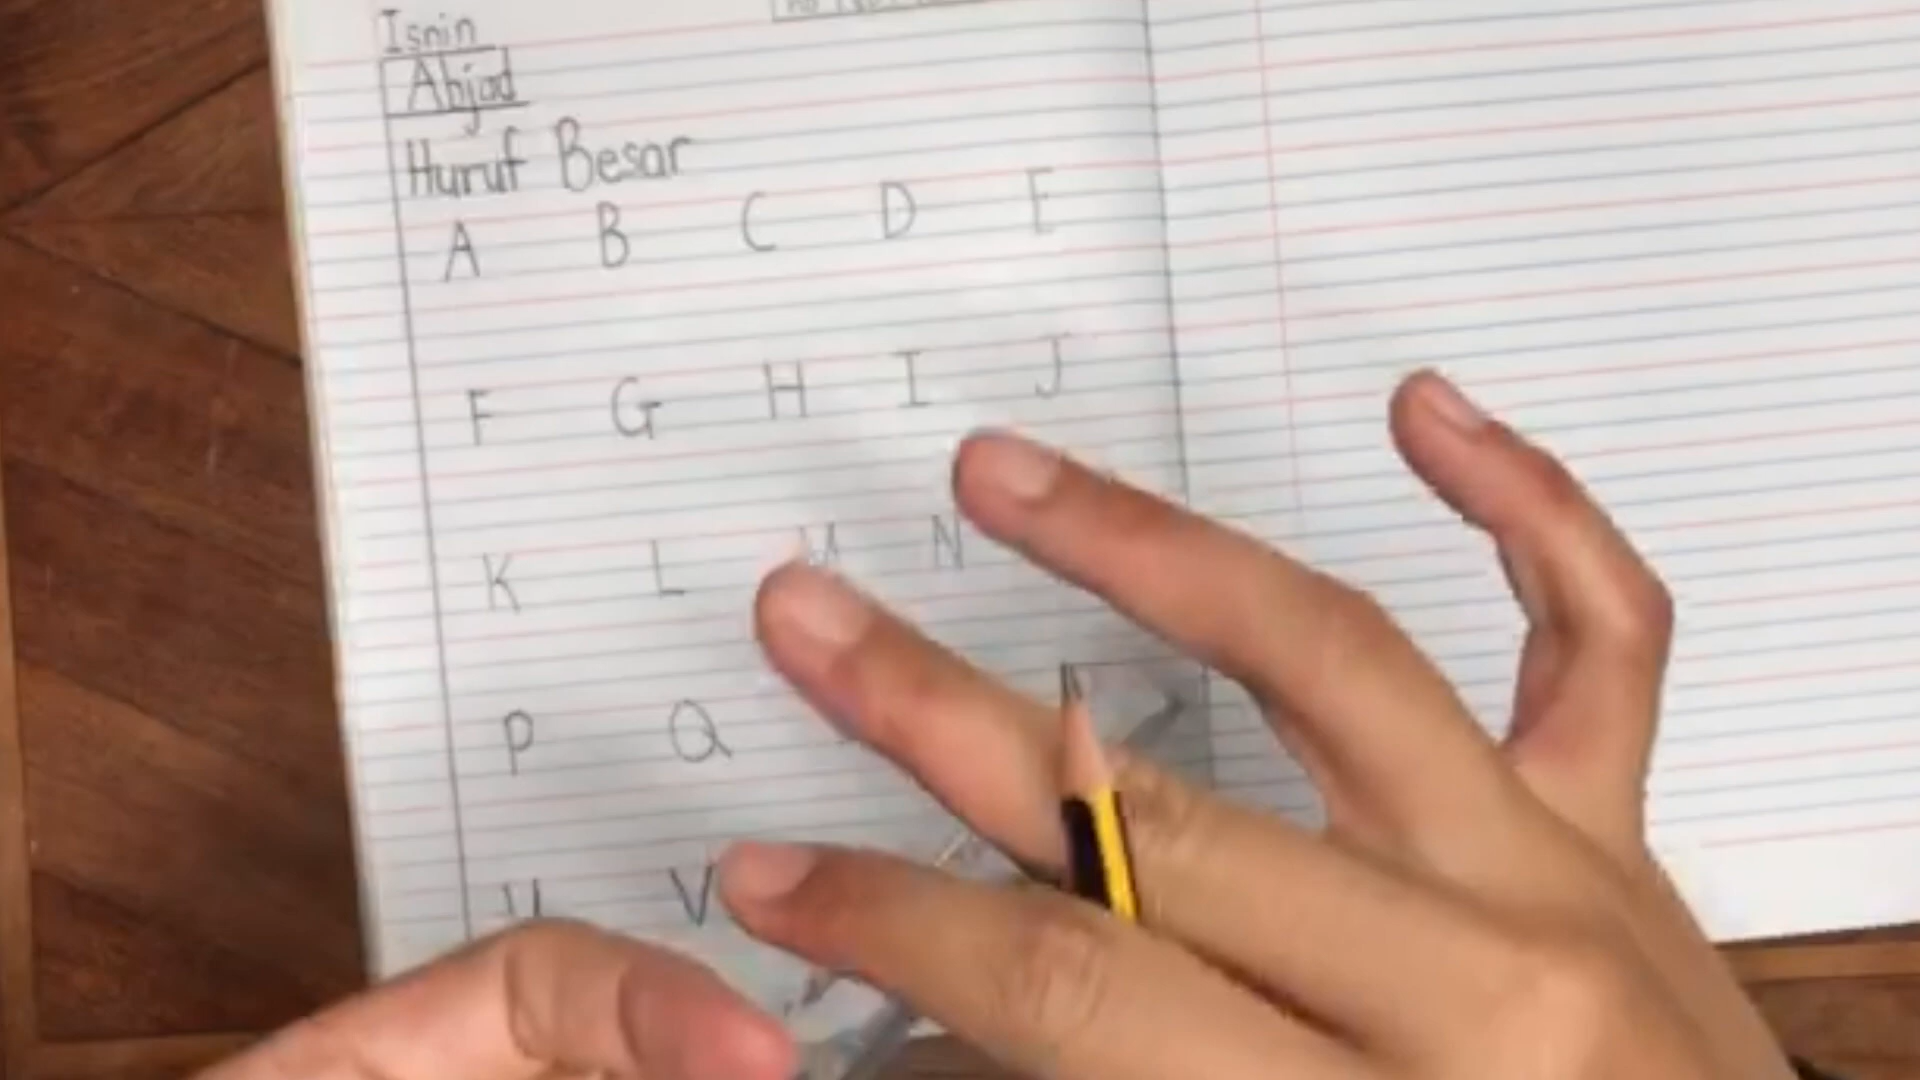 Isnin
Abjad
Huruf Besar
A B C D E
F G H I J
K L M N
P Q
U V